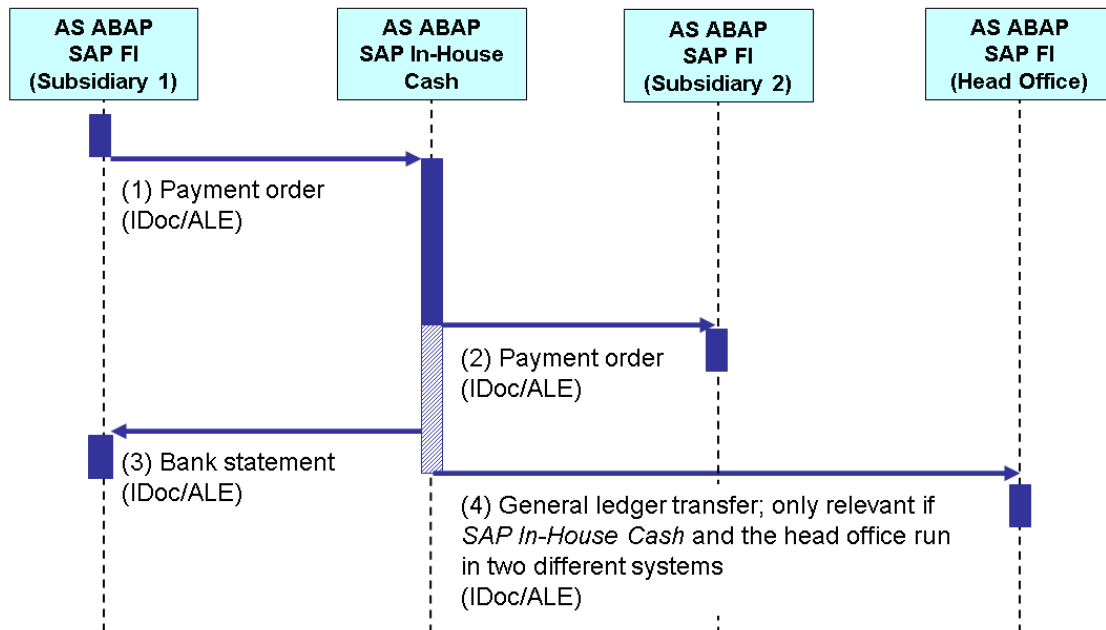 AS ABAP
SAP FI
(Subsidiary 1)
AS ABAP
SAP In-House
Cash
AS ABAP
SAP FI
(Subsidiary 2)
AS ABAP
SAP FI
(Head Office)
(1) Payment order
(IDoc/ALE)
(2) Payment order
(IDoc/ALE)
(3) Bank statement
(IDoc/ALE)
(4) General ledger transfer; only relevant if
SAP In-House Cash and the head office run
in two different systems
(IDoc/ALE)